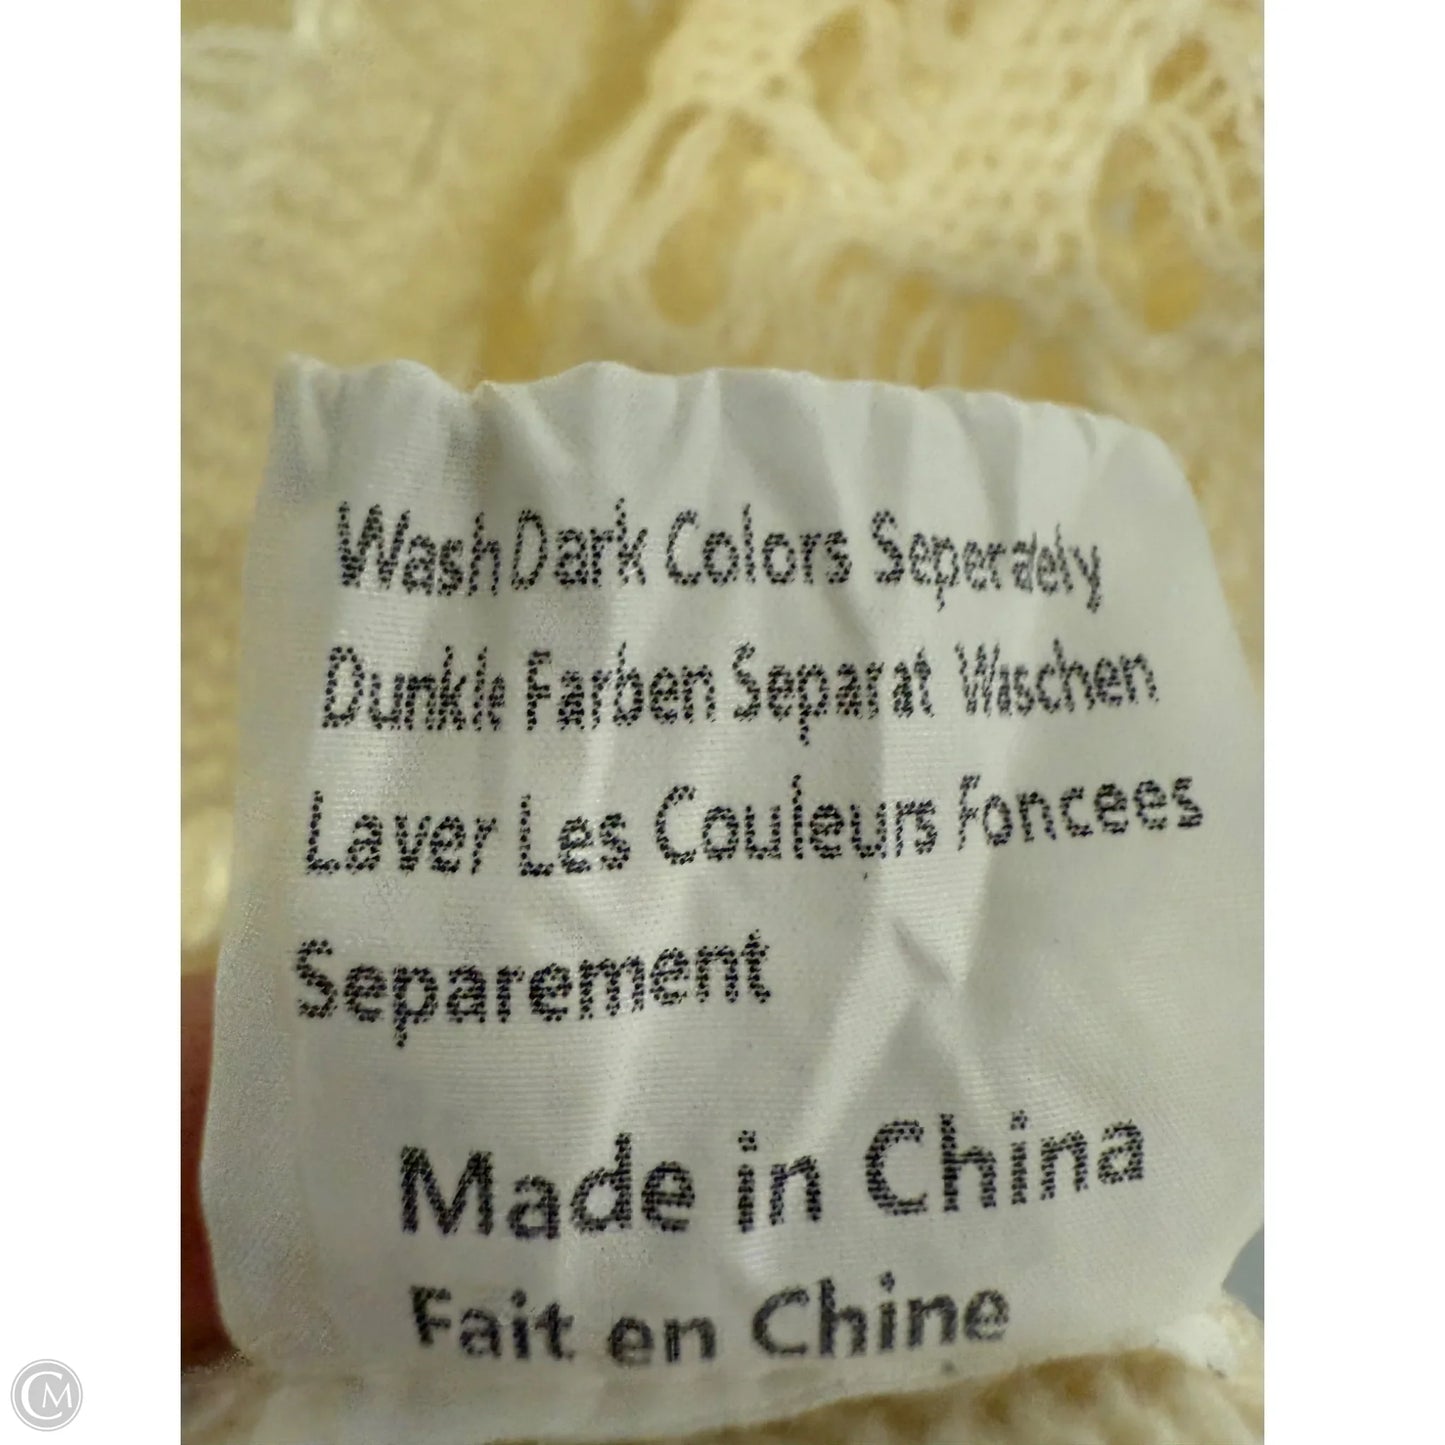 Wash Dark Colors Seperately
Dunkle Farben Separat Waschen
Laver Les Couleurs Foncees
Separement
Made in China
Fait en Chine
CM